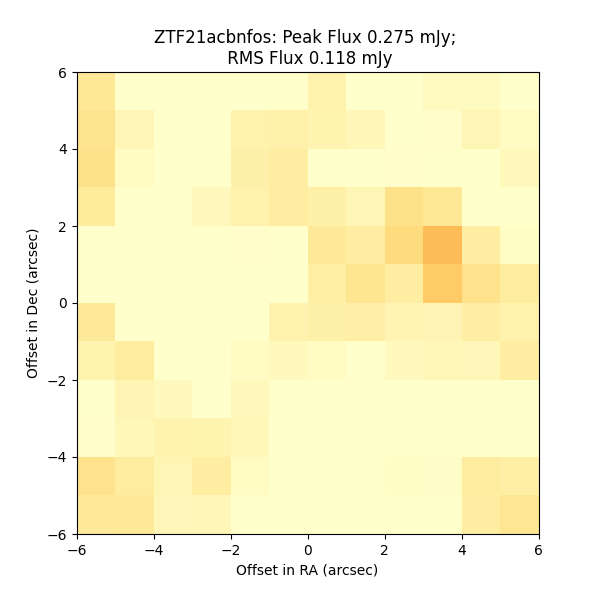 ZTF21acbnfos: Peak Flux 0.275 mJy;
RMS Flux 0.118 mJy
6
4
2
0
−2
−4
−6
Offset in Dec (arcsec)
−6 −4 −2 0 2 4 6
Offset in RA (arcsec)